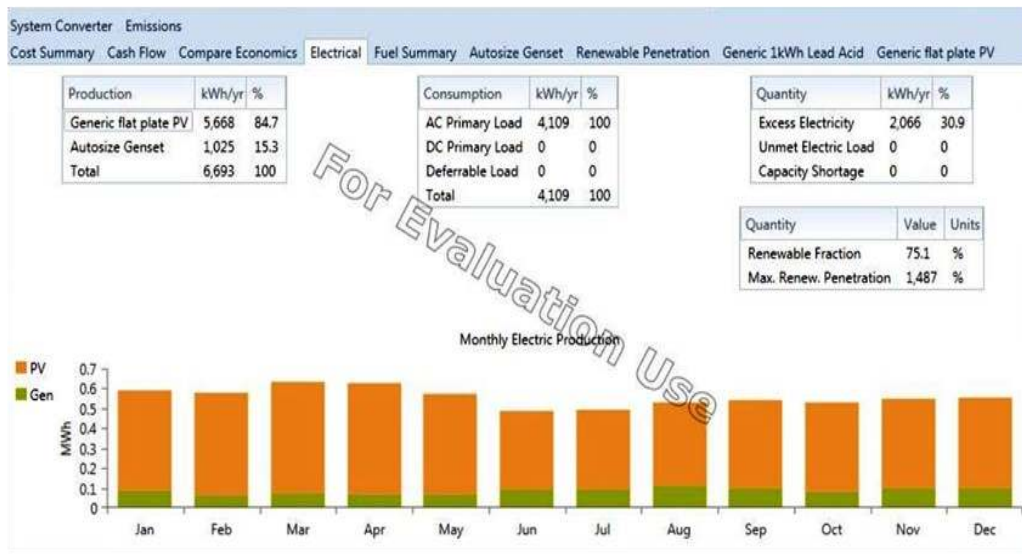 System Converter Emissions
Cost Summary Cash Flow Compare Economics Electrical Fuel Summary Autosize Genset Renewable Penetration Generic 1kWh Lead Acid Generic flat plate PV
Production kWh/yr %
Generic flat plate PV 5,668 84.7
Autosize Genset 1,025 15.3
Total 6,693 100
Consumption kWh/yr %
AC Primary Load 4,109 100
DC Primary Load 0 0
Deferrable Load 0 0
Total 4,109 100
Quantity kWh/yr %
Excess Electricity 2,066 30.9
Unmet Electric Load 0 0
Capacity Shortage 0 0
Quantity Value Units
Renewable Fraction 75.1 %
Max. Renew. Penetration 1,487 %
For Evaluation Use
Monthly Electric Production
PV
Gen
MWh
0.7
0.6
0.5
0.4
0.3
0.2
0.1
0
Jan Feb Mar Apr May Jun Jul Aug Sep Oct Nov Dec